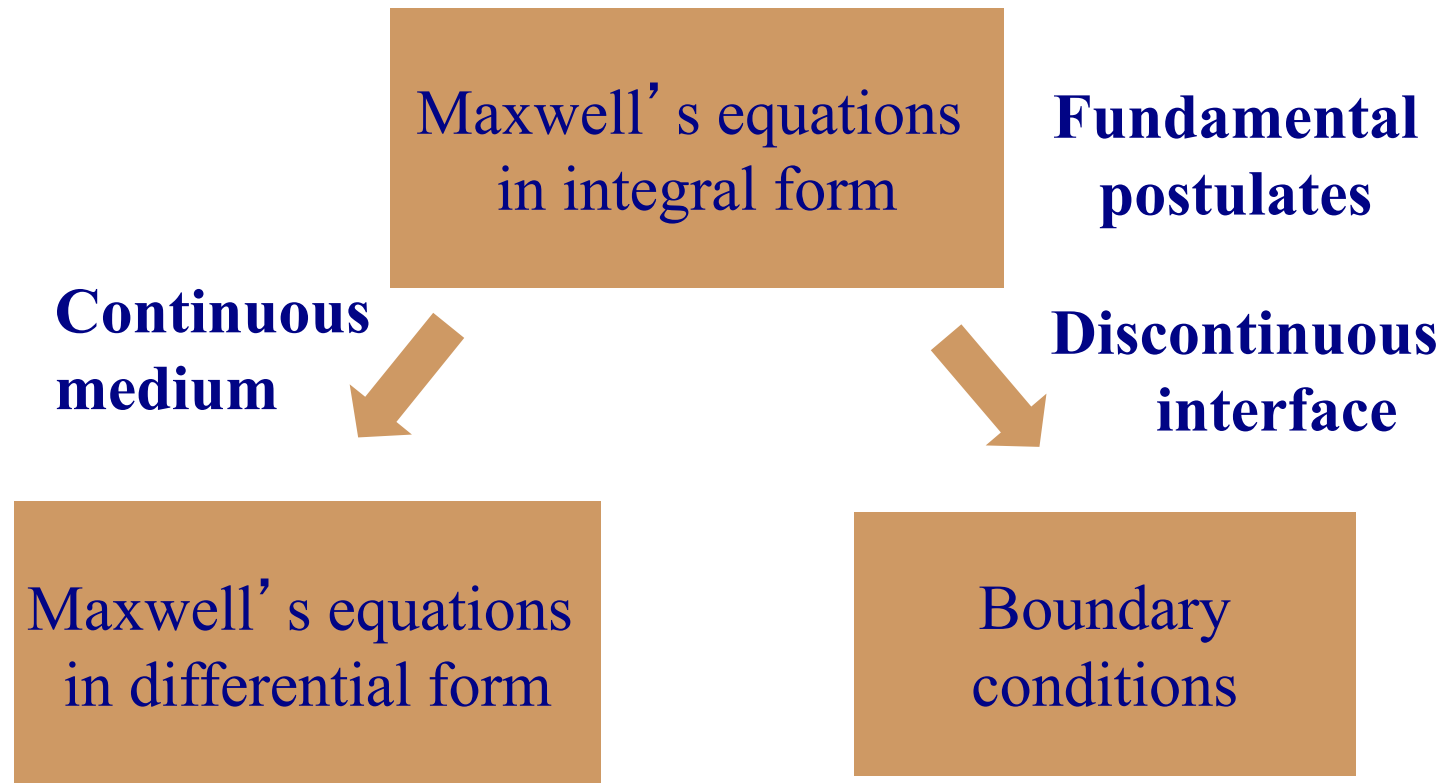 Maxwell’s equations
in integral form
Fundamental
postulates
Continuous
medium
Discontinuous
interface
Maxwell’s equations
in differential form
Boundary
conditions